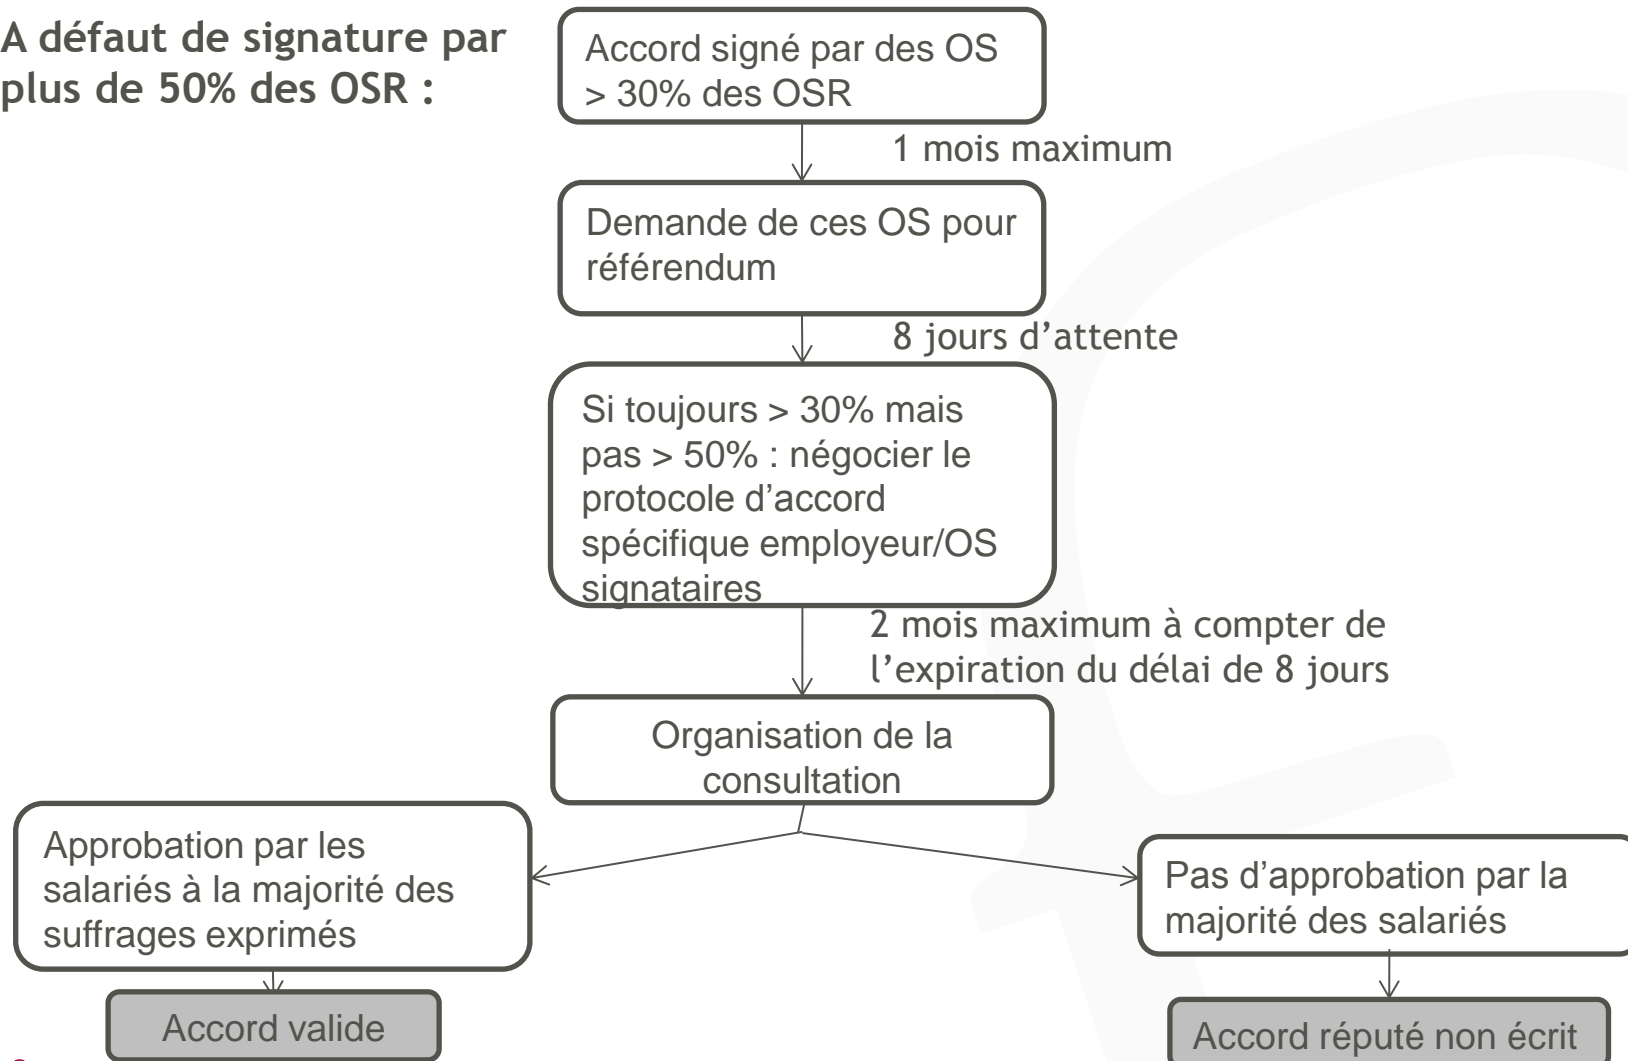 A défaut de signature par
plus de 50% des OSR :
Accord signé par des OS
> 30% des OSR
1 mois maximum
Demande de ces OS pour
référendum
8 jours d’attente
Si toujours > 30% mais
pas > 50% : négocier le
protocole d’accord
spécifique employeur/OS
signataires
2 mois maximum à compter de
l’expiration du délai de 8 jours
Organisation de la
consultation
Approbation par les
salariés à la majorité des
suffrages exprimés
Pas d’approbation par la
majorité des salariés
Accord valide
Accord réputé non écrit